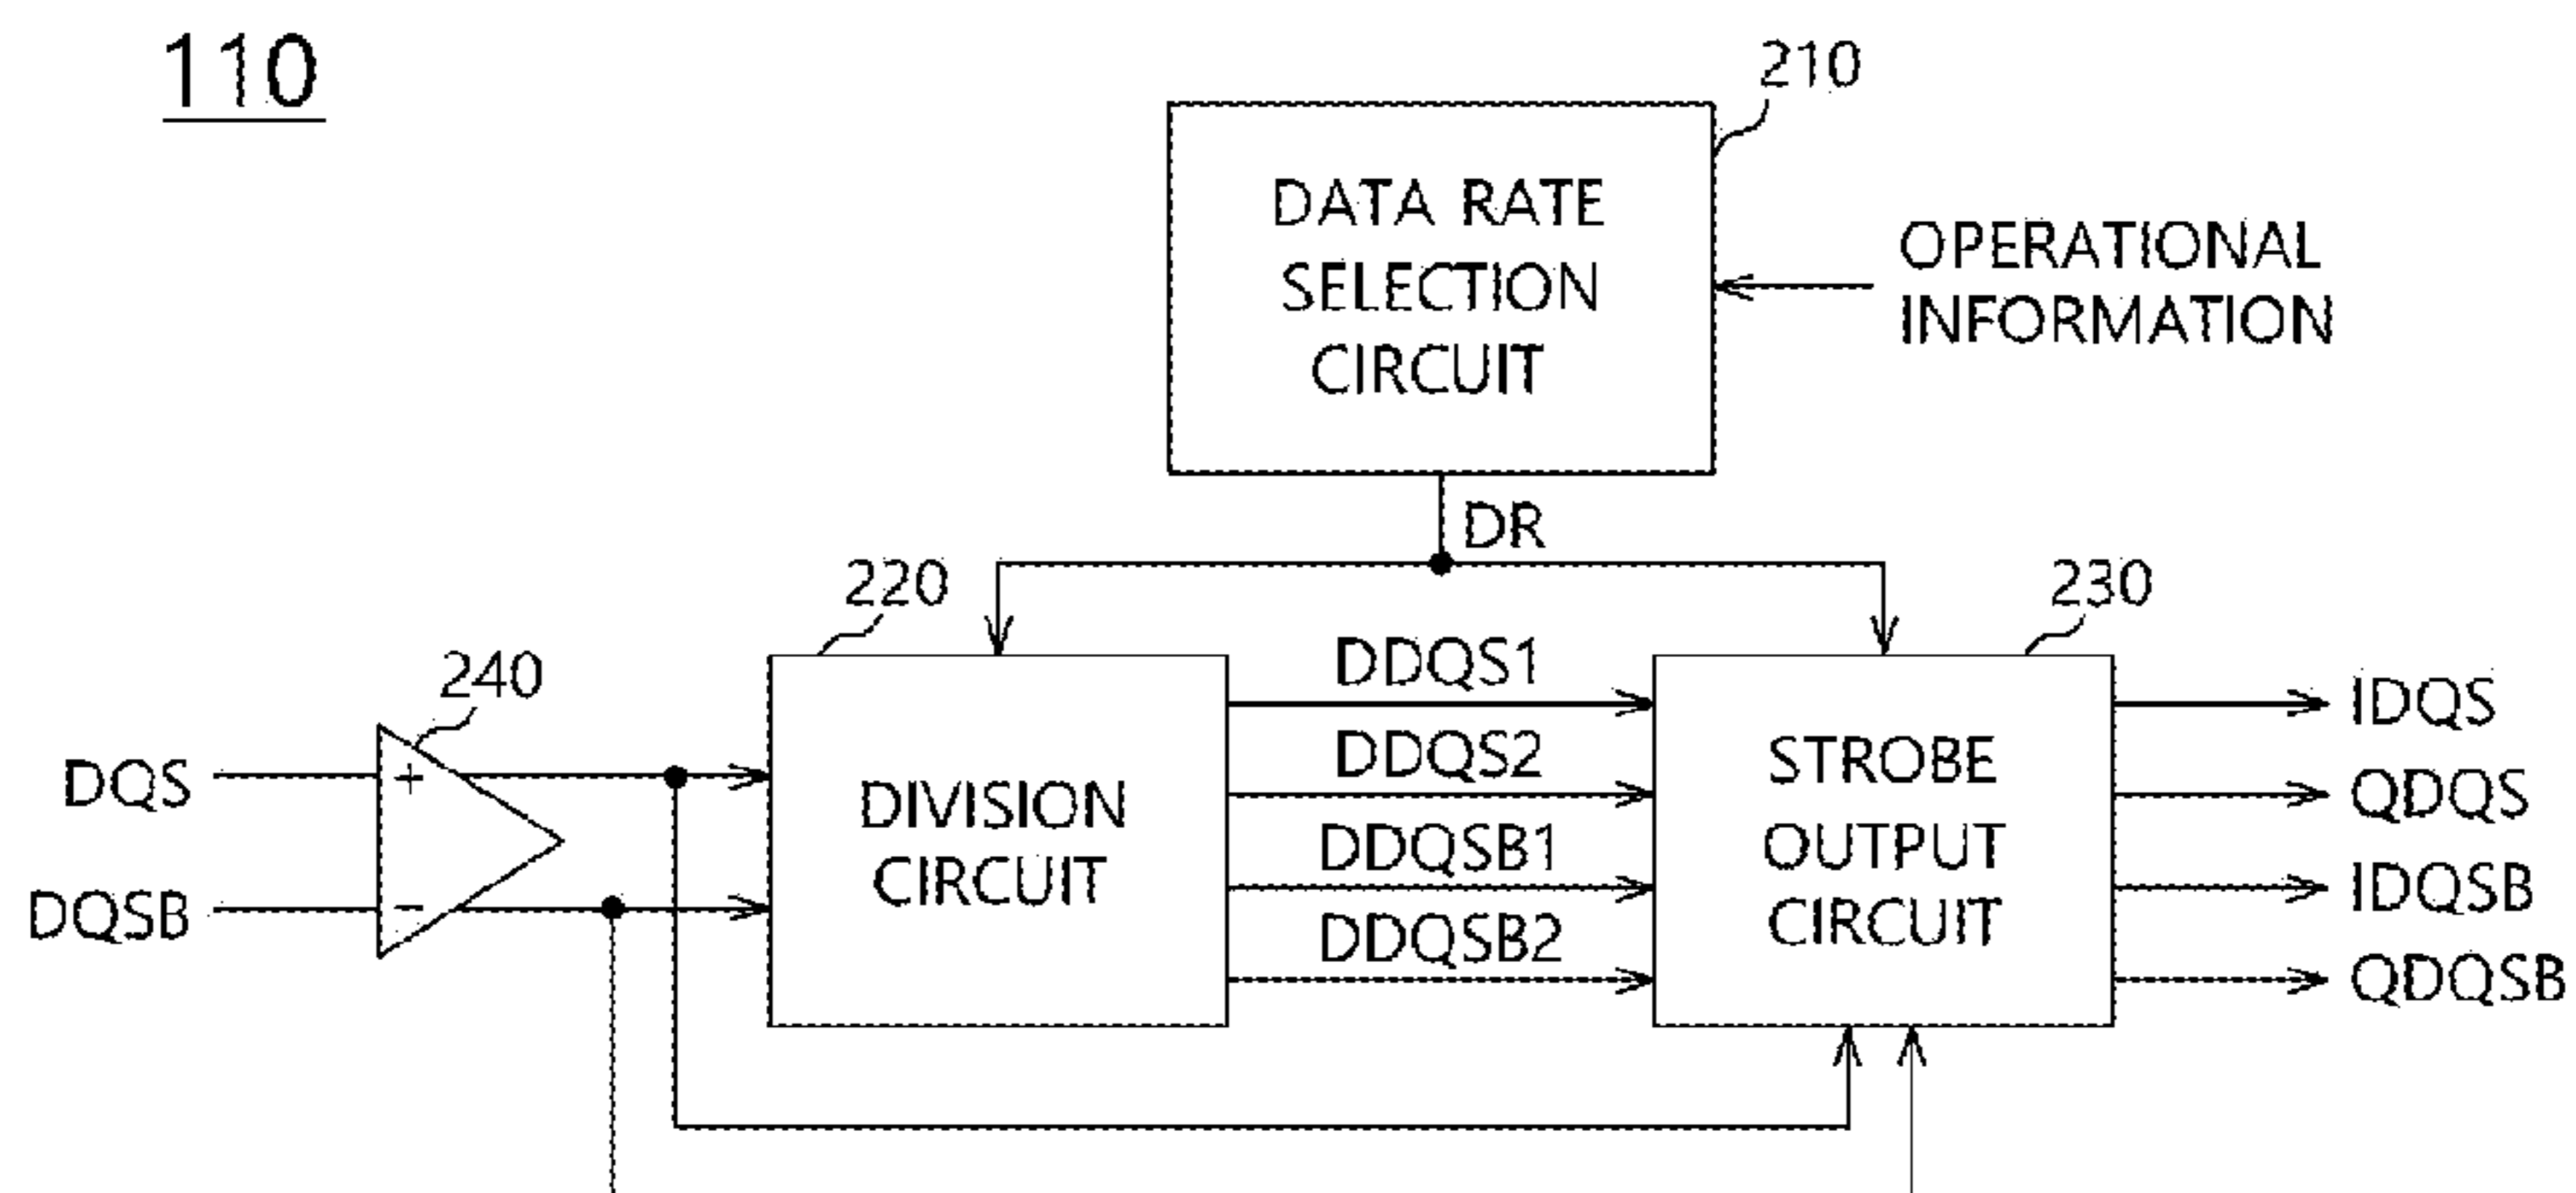 110
210
DATA RATE
SELECTION
CIRCUIT
OPERATIONAL
INFORMATION
DR
220
230
240
DQS
DQSB
+
−
DIVISION
CIRCUIT
DDQS1
DDQS2
DDQSB1
DDQSB2
STROBE
OUTPUT
CIRCUIT
IDQS
QDQS
IDQSB
QDQSB